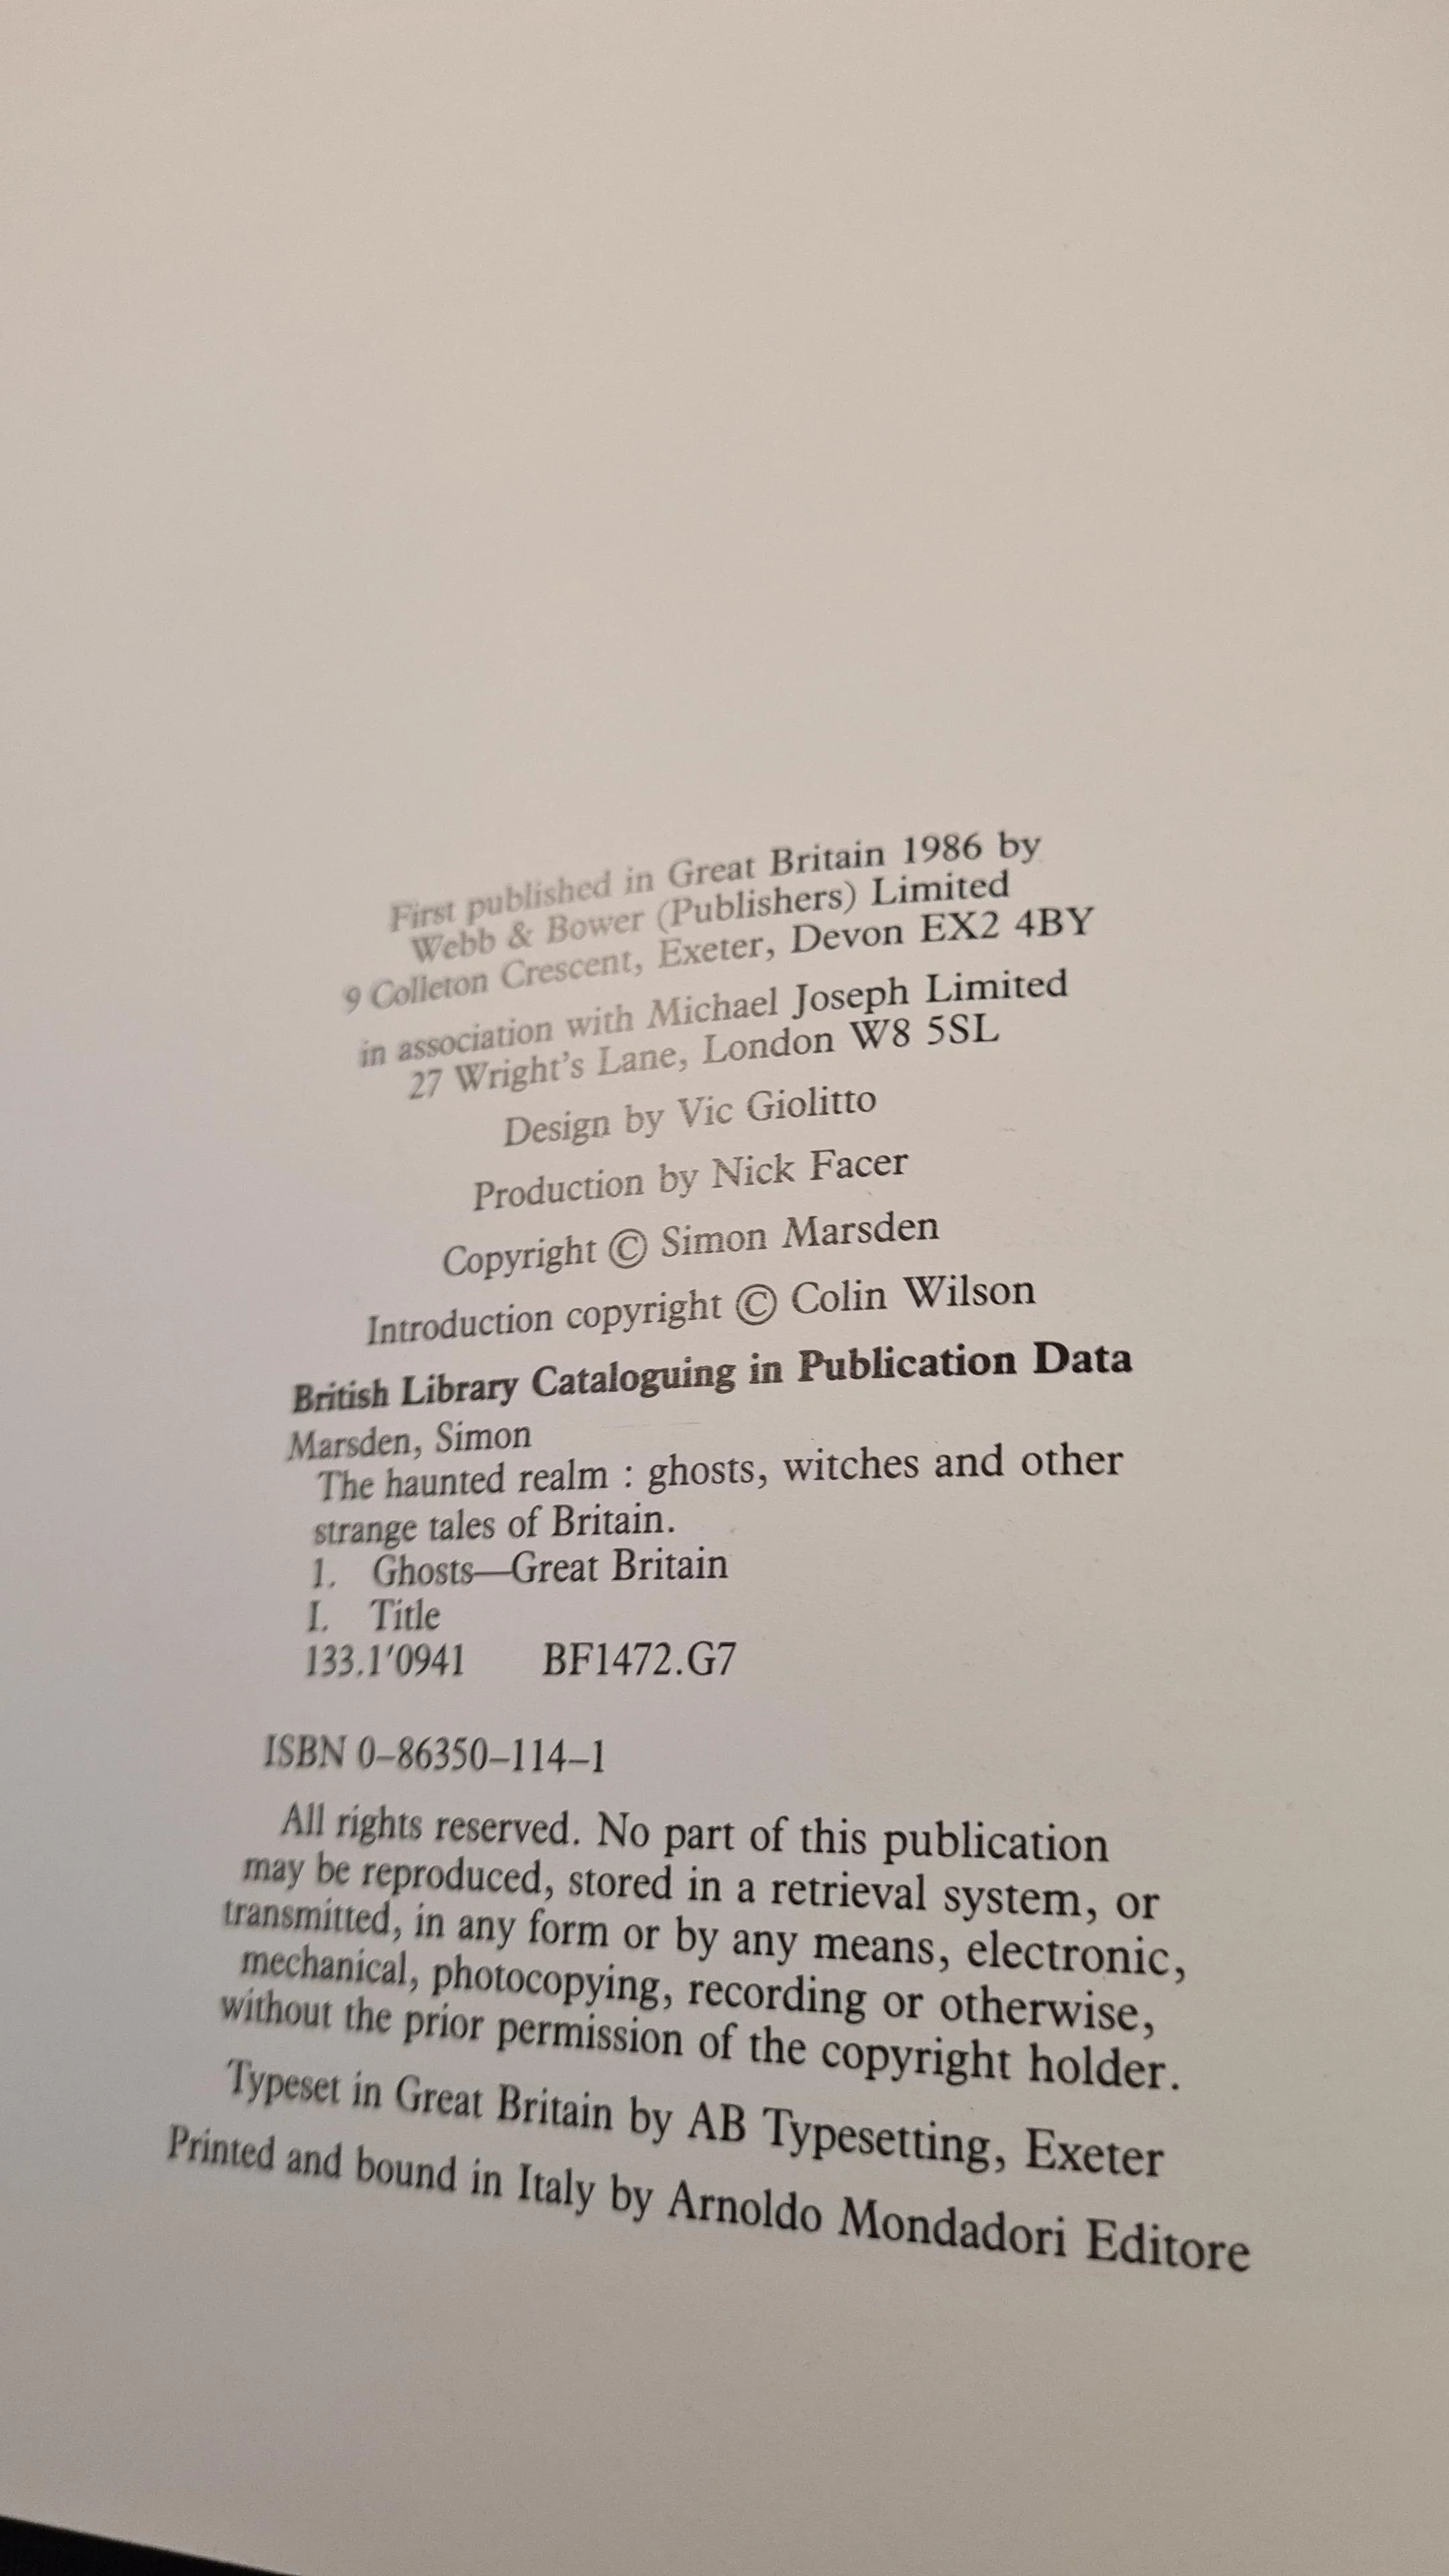 First published in Great Britain 1986 by
Webb & Bower (Publishers) Limited
9 Colleton Crescent, Exeter, Devon EX2 4BY
in association with Michael Joseph Limited
27 Wright's Lane, London W8 5SL
Design by Vic Giolitto
Production by Nick Facer
Copyright © Simon Marsden
Introduction copyright © Colin Wilson
British Library Cataloguing in Publication Data
Marsden, Simon
The haunted realm : ghosts, witches and other
strange tales of Britain.
1. Ghosts—Great Britain
I. Title
133.1'0941 BF1472.G7
ISBN 0–86350–114–1
All rights reserved. No part of this publication
may be reproduced, stored in a retrieval system, or
transmitted, in any form or by any means, electronic,
mechanical, photocopying, recording or otherwise,
without the prior permission of the copyright holder.
Typeset in Great Britain by AB Typesetting, Exeter
Printed and bound in Italy by Arnoldo Mondadori Editore